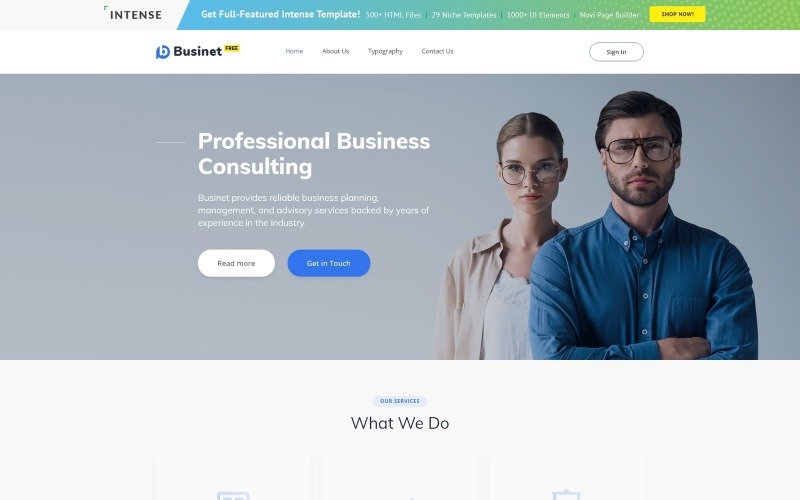 INTENSE
Get Full-Featured Intense Template! 500+ HTML Files | 29 Niche Templates | 1000+ UI Elements | Novi Page Builder
SHOP NOW!
Businet FREE
Home About Us Typography Contact Us
Sign In
Professional Business
Consulting
Businet provides reliable business planning,
management, and advisory services backed by years of
experience in the industry.
Read more Get in Touch
OUR SERVICES
What We Do